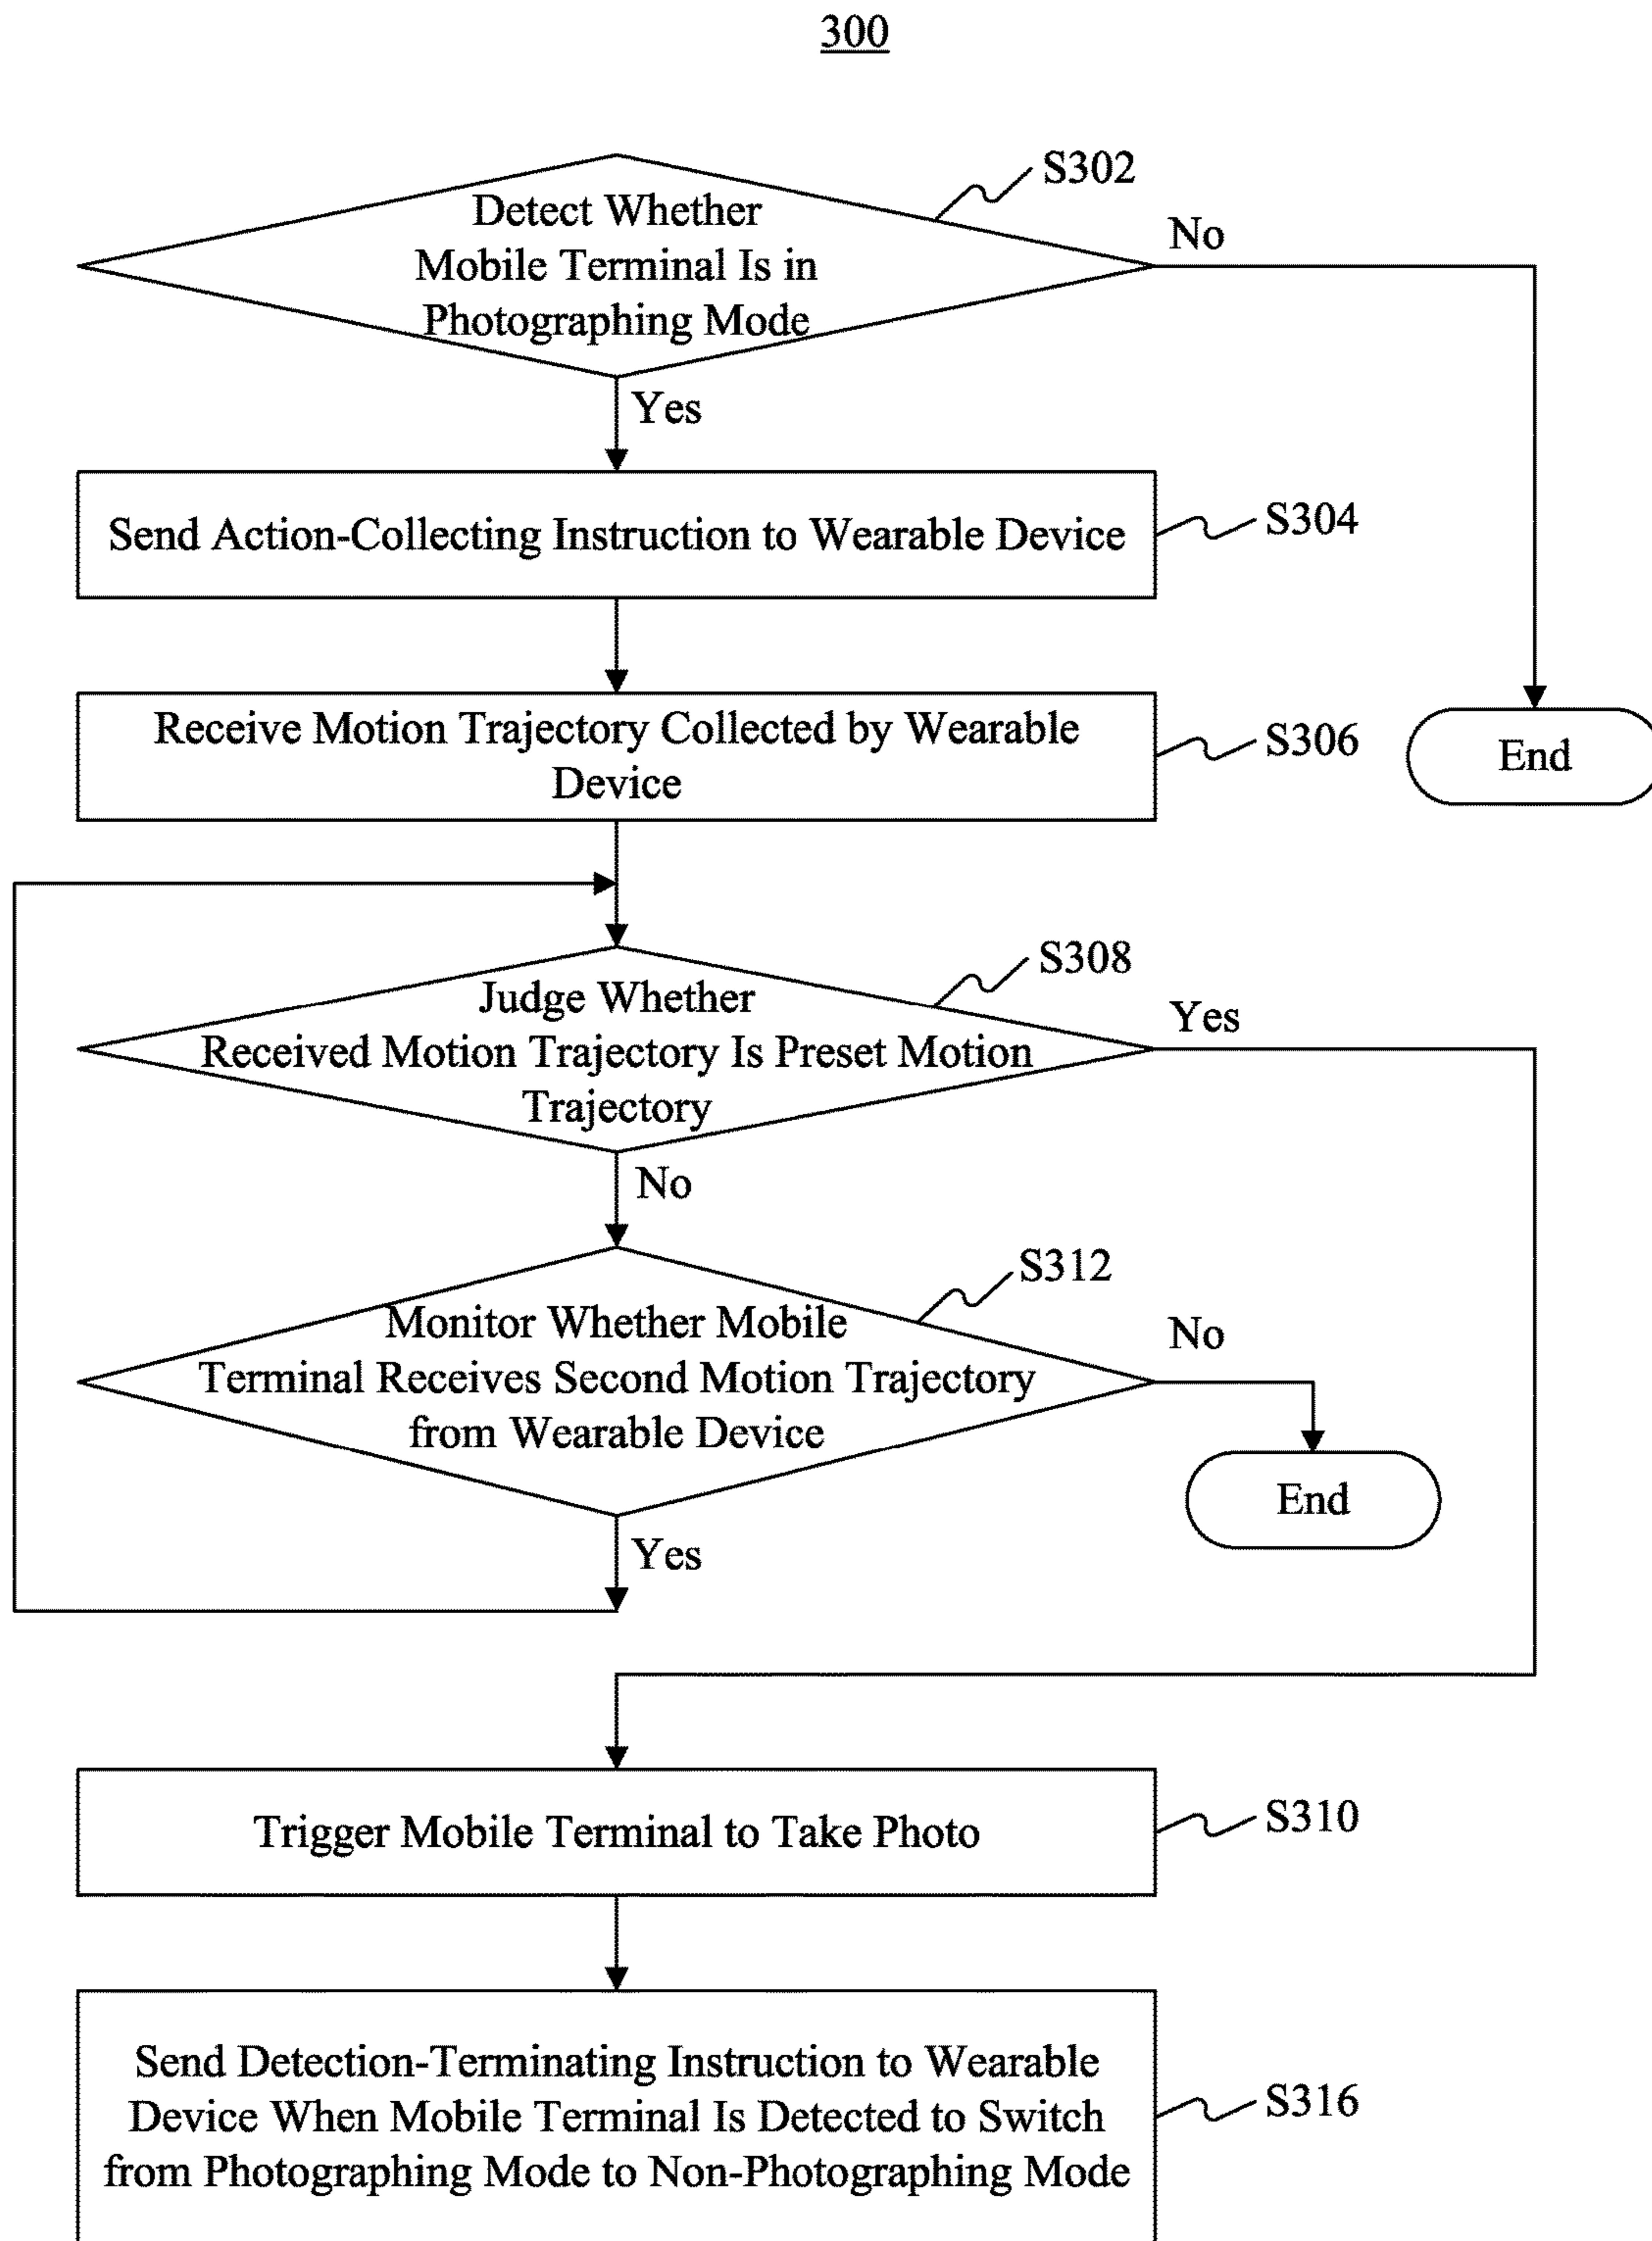 300
S302
Detect Whether
Mobile Terminal Is in
Photographing Mode
No
Yes
Send Action-Collecting Instruction to Wearable Device
S304
Receive Motion Trajectory Collected by Wearable
Device
S306
End
S308
Judge Whether
Received Motion Trajectory Is Preset Motion
Trajectory
Yes
No
S312
Monitor Whether Mobile
Terminal Receives Second Motion Trajectory
from Wearable Device
No
End
Yes
Trigger Mobile Terminal to Take Photo
S310
Send Detection-Terminating Instruction to Wearable
Device When Mobile Terminal Is Detected to Switch
from Photographing Mode to Non-Photographing Mode
S316